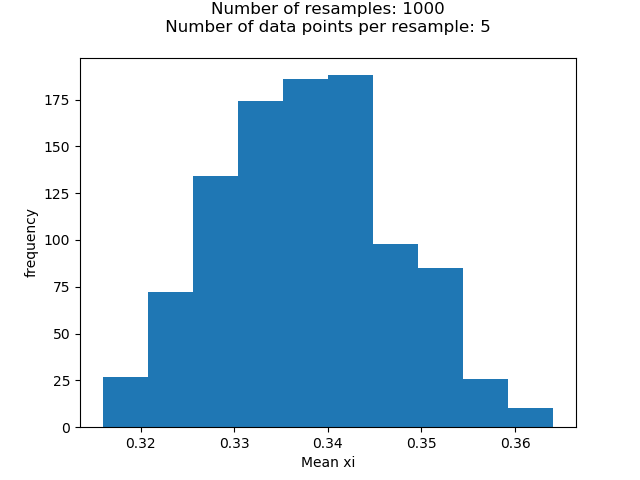 Number of resamples: 1000
Number of data points per resample: 5
175
150
125
100
75
50
25
0
frequency
0.32 0.33 0.34 0.35 0.36
Mean xi